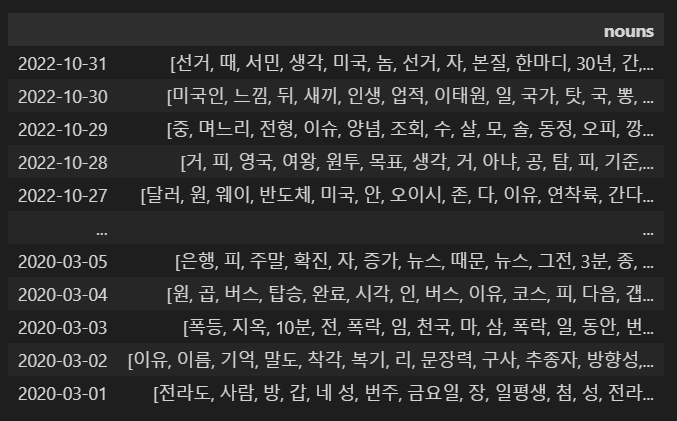 nouns
2022-10-31 [선거, 때, 서민, 생각, 미국, 놈, 선거, 자, 본질, 한마디, 30년, 간,...
2022-10-30 [미국인, 느낌, 뒤, 새끼, 인생, 업적, 이태원, 일, 국가, 탓, 국, 뽕, ...
2022-10-29 [중, 며느리, 전형, 이슈, 양념, 조회, 수, 살, 모, 솔, 동정, 오피, 깡...
2022-10-28 [거, 피, 영국, 여왕, 원투, 목표, 생각, 거, 아냐, 공, 탐, 피, 기준,...
2022-10-27 [달러, 원, 웨이, 반도체, 미국, 안, 오이시, 존, 다, 이유, 연착륙, 간다...
... ...
2020-03-05 [은행, 피, 주말, 확진, 자, 증가, 뉴스, 때문, 뉴스, 그전, 3분, 종, ...
2020-03-04 [원, 곱, 버스, 탑승, 완료, 시각, 인, 버스, 이유, 코스, 피, 다음, 갭...
2020-03-03 [폭등, 지옥, 10분, 전, 폭락, 임, 천국, 마, 삼, 폭락, 일, 동안, 번...
2020-03-02 [이유, 이름, 기억, 말도, 착각, 복기, 리, 문장력, 구사, 추종자, 방향성,...
2020-03-01 [전라도, 사람, 방, 갑, 네 성, 변주, 금요일, 장, 일평생, 첨, 성, 전라...